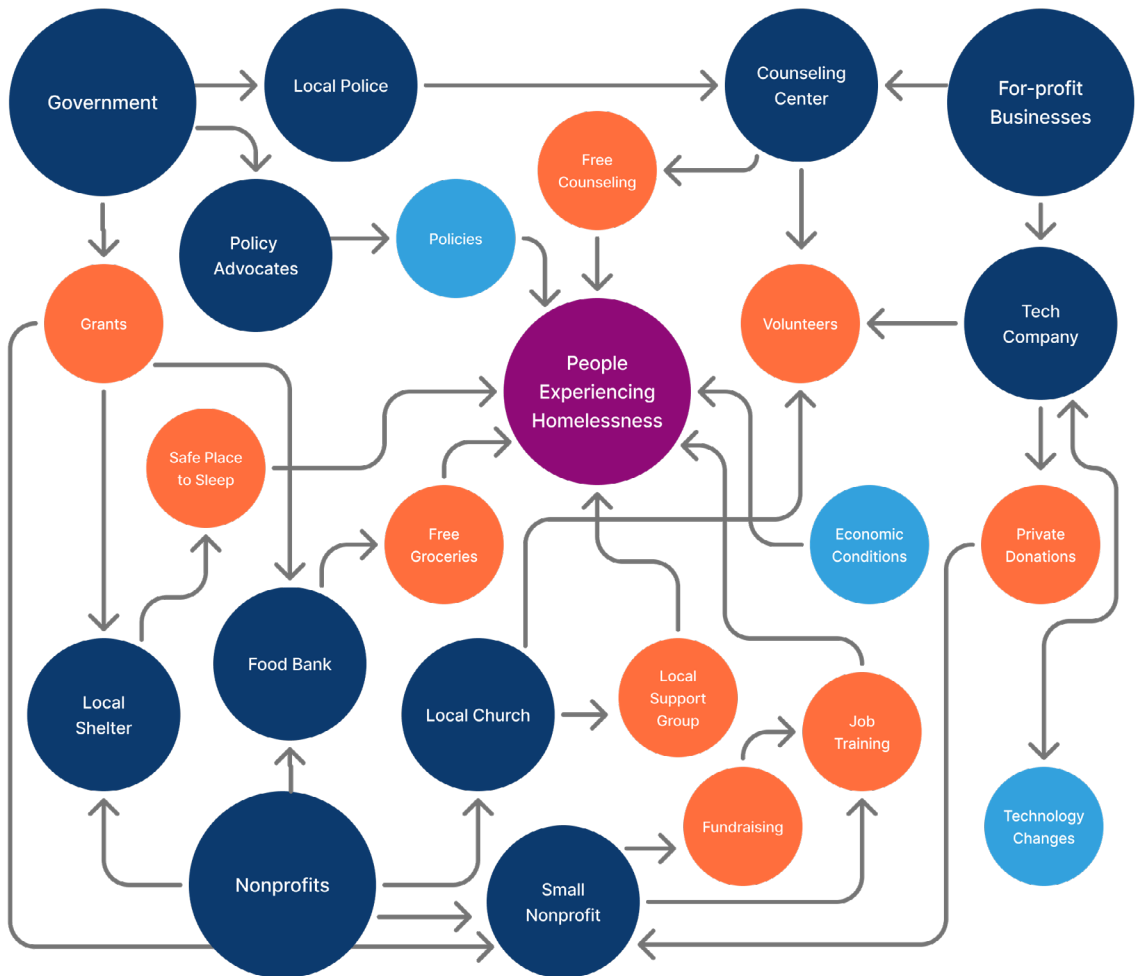 Government
Local Police
Counseling
Center
For-profit
Businesses
Free
Counseling
Policy
Advocates
Policies
Grants
Volunteers
Tech
Company
People
Experiencing
Homelessness
Safe Place
to Sleep
Free
Groceries
Economic
Conditions
Private
Donations
Food Bank
Local
Shelter
Local Church
Local
Support
Group
Job
Training
Fundraising
Technology
Changes
Nonprofits
Small
Nonprofit